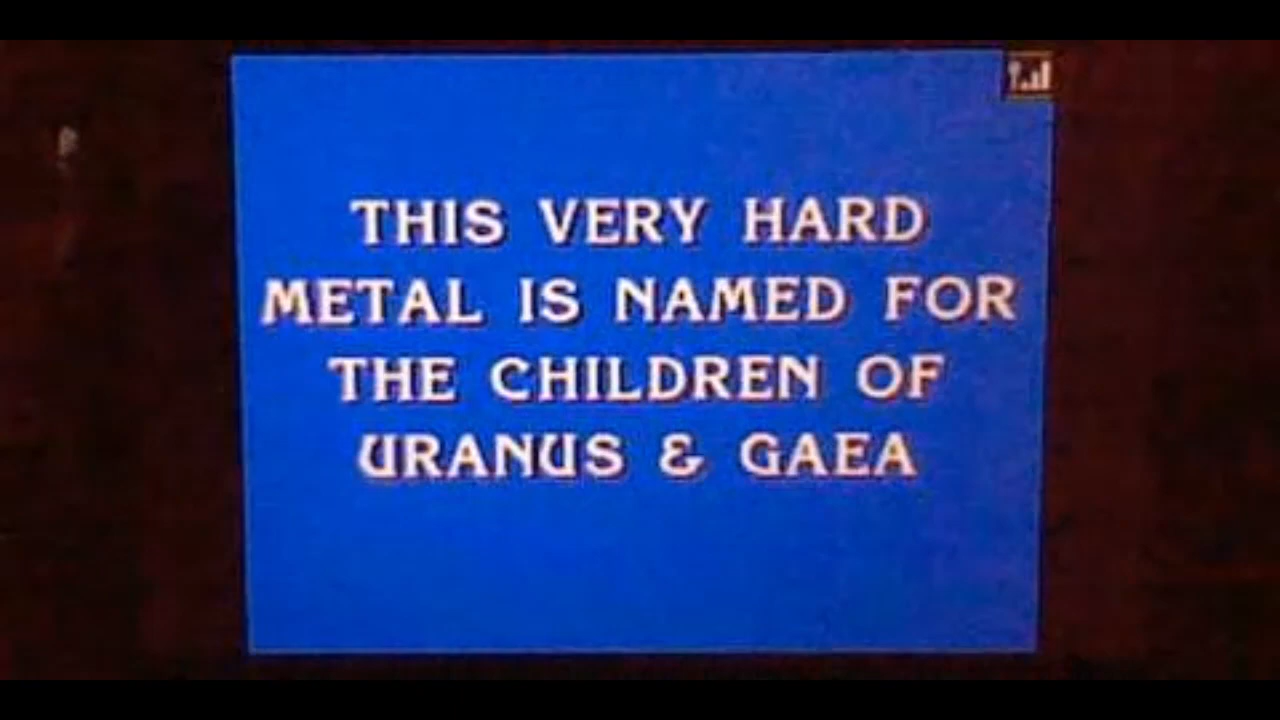 THIS VERY HARD
METAL IS NAMED FOR
THE CHILDREN OF
URANUS & GAEA